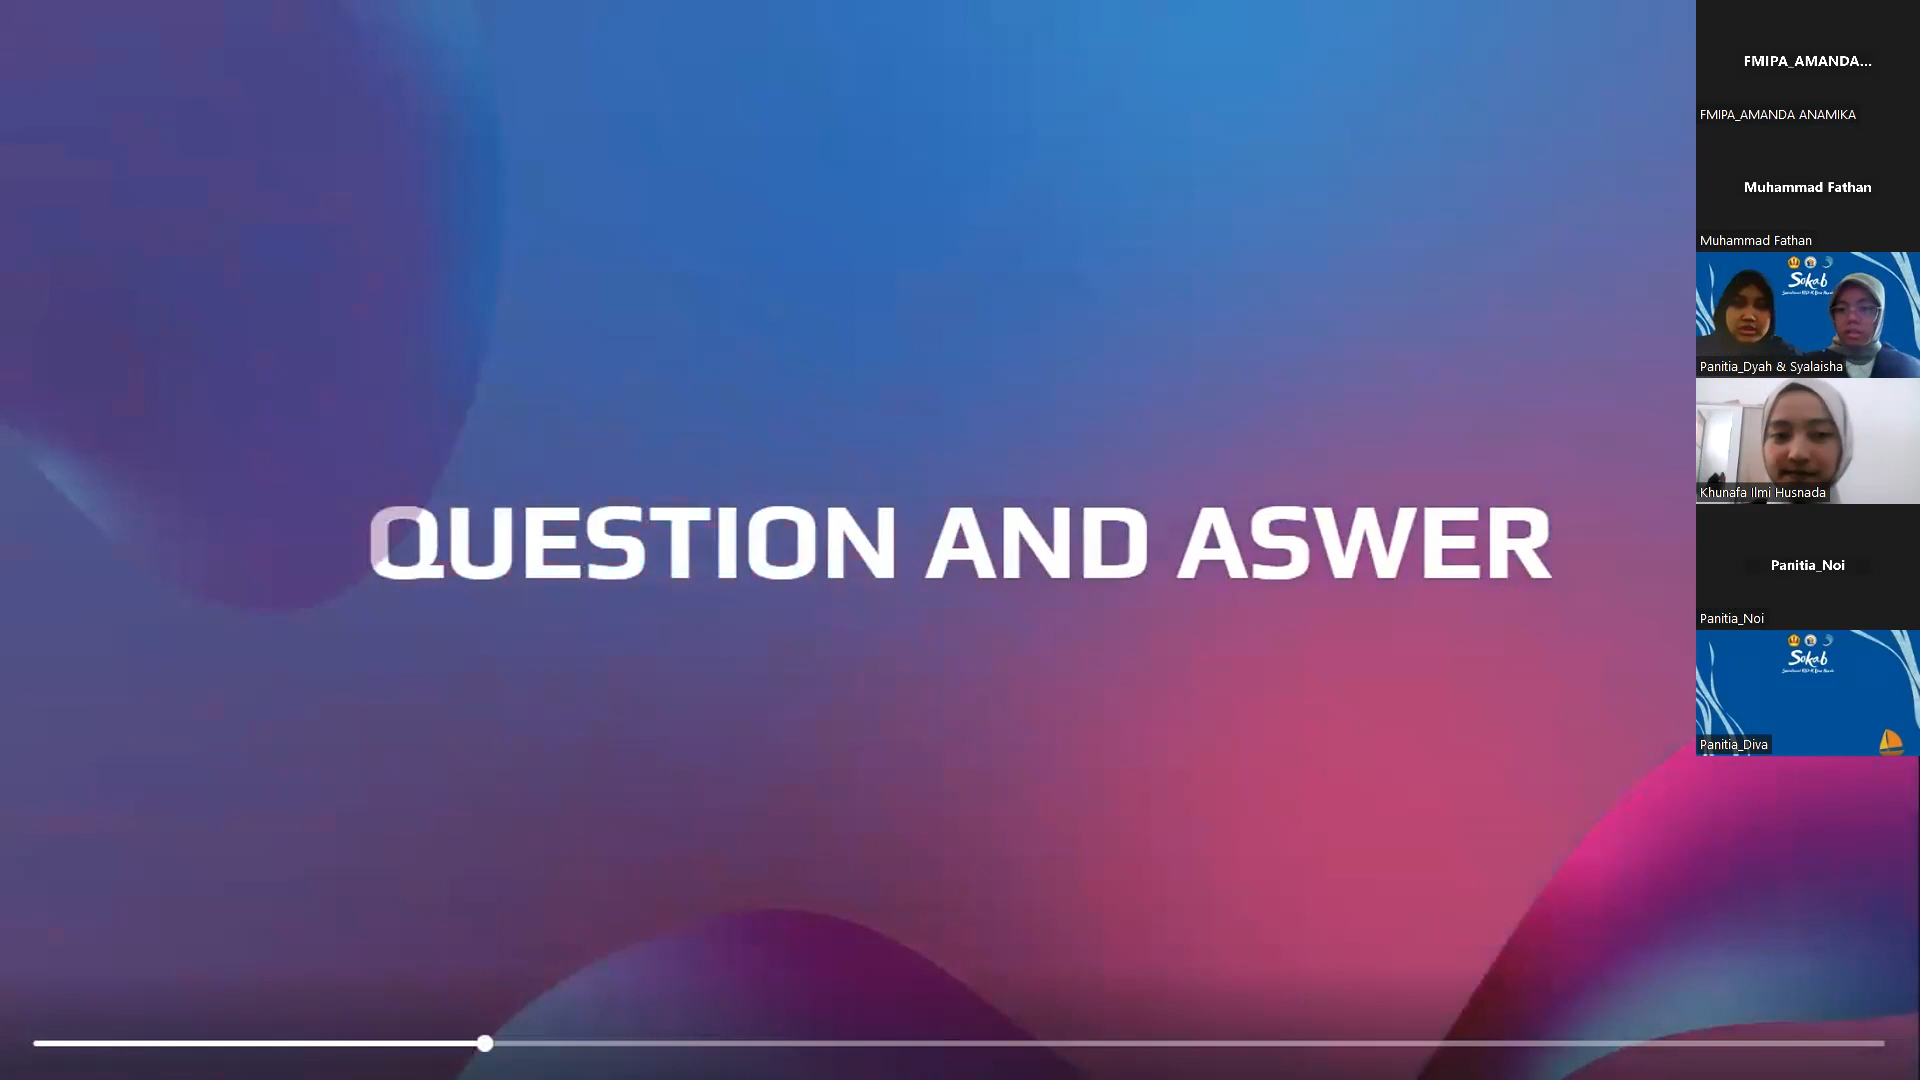 QUESTION AND ASWER
FMIPA_AMANDA...
FMIPA_AMANDA ANAMIKA
Muhammad Fathan
Muhammad Fathan
Sokab
Panitia_Dyah & Syalaisha
Khunafa Ilmi Husnada
Panitia_Noi
Panitia_Noi
Sokab
Panitia_Diva